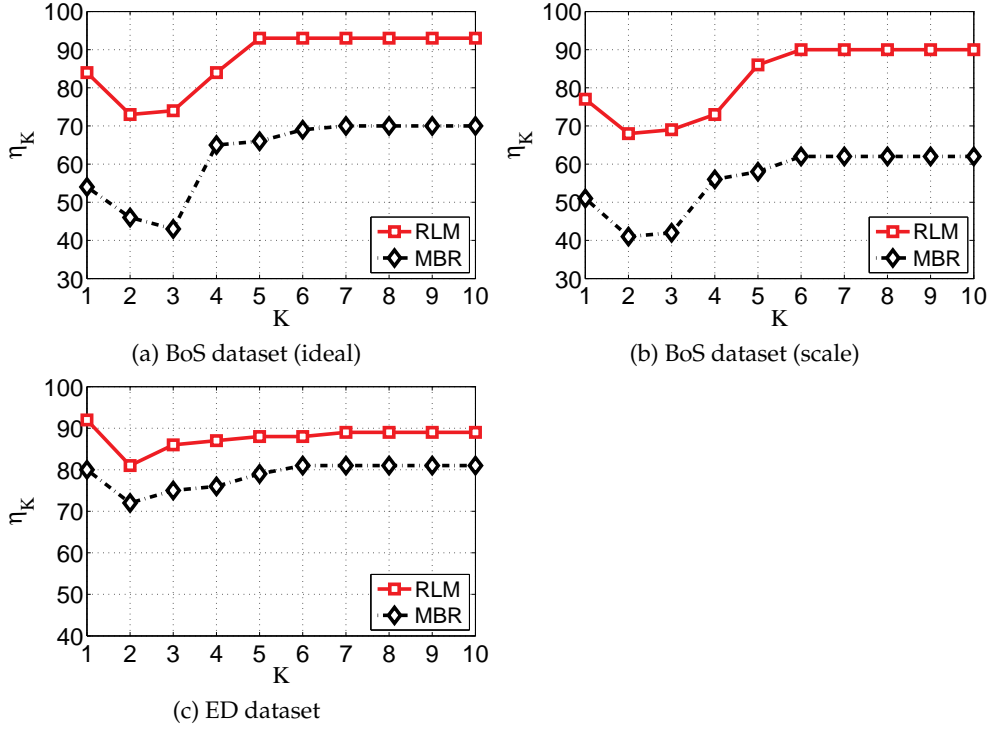 100
90
80
70
60
50
40
30
η_K
1 2 3 4 5 6 7 8 9 10
K
RLM
MBR
(a) BoS dataset (ideal)
100
90
80
70
60
50
40
30
η_K
1 2 3 4 5 6 7 8 9 10
K
RLM
MBR
(b) BoS dataset (scale)
100
90
80
70
60
50
40
η_K
1 2 3 4 5 6 7 8 9 10
K
RLM
MBR
(c) ED dataset